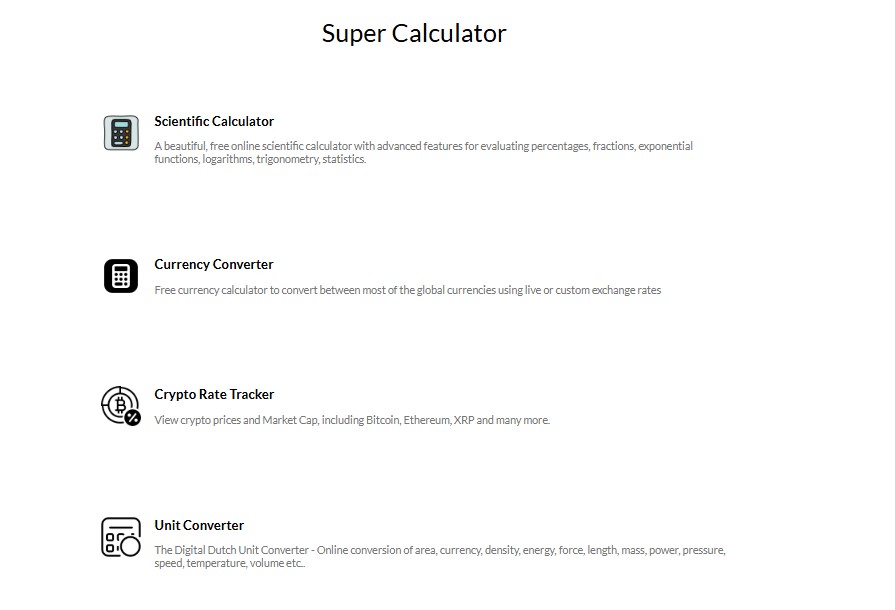 Super Calculator
Scientific Calculator
A beautiful, free online scientific calculator with advanced features for evaluating percentages, fractions, exponential
functions, logarithms, trigonometry, statistics.
Currency Converter
Free currency calculator to convert between most of the global currencies using live or custom exchange rates
Crypto Rate Tracker
View crypto prices and Market Cap, including Bitcoin, Ethereum, XRP and many more.
Unit Converter
The Digital Dutch Unit Converter - Online conversion of area, currency, density, energy, force, length, mass, power, pressure,
speed, temperature, volume etc..